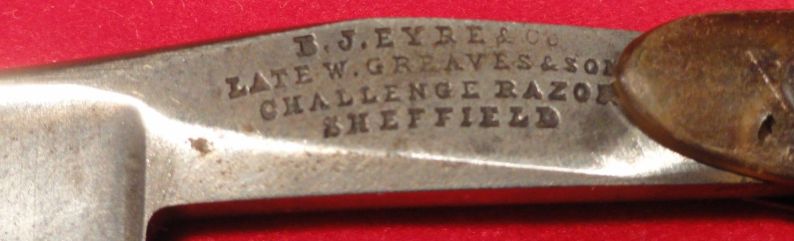 B. J. EYRE & CO.
LATE W. GREAVES & SON
CHALLENGE RAZOR
SHEFFIELD